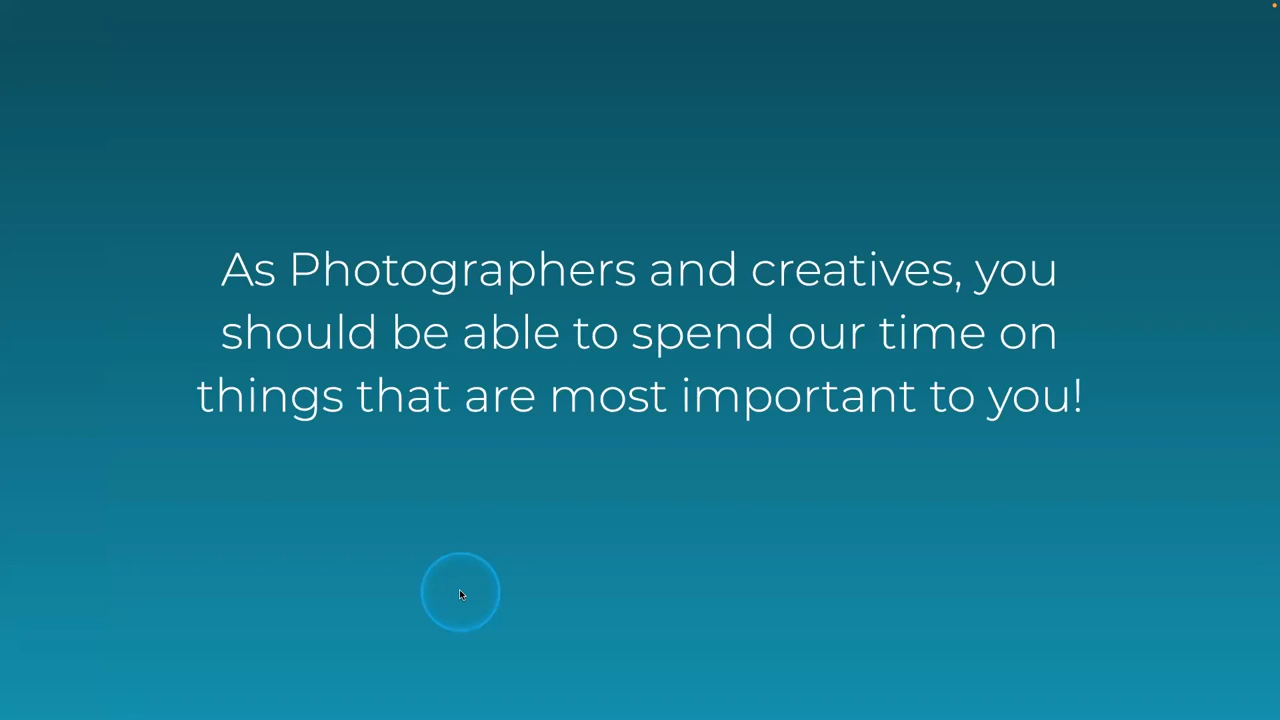 As Photographers and creatives, you
should be able to spend our time on
things that are most important to you!